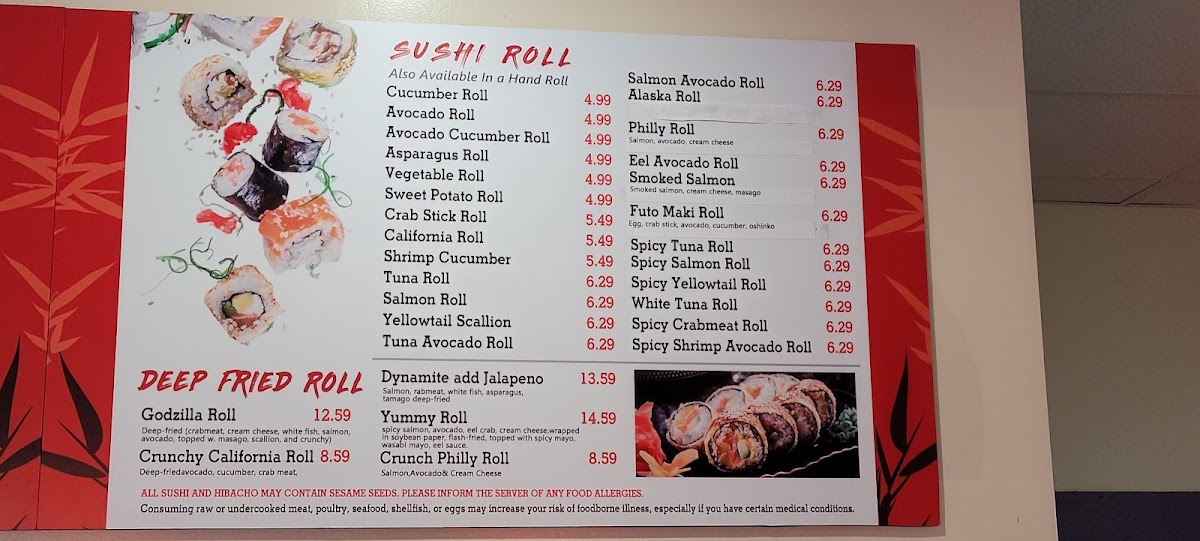 SUSHI ROLL
Also Available In a Hand Roll
Cucumber Roll 4.99
Avocado Roll 4.99
Avocado Cucumber Roll 4.99
Asparagus Roll 4.99
Vegetable Roll 4.99
Sweet Potato Roll 4.99
Crab Stick Roll 5.49
California Roll 5.49
Shrimp Cucumber 5.49
Tuna Roll 6.29
Salmon Roll 6.29
Yellowtail Scallion 6.29
Tuna Avocado Roll 6.29
Salmon Avocado Roll 6.29
Alaska Roll 6.29
Philly Roll 6.29
Salmon, avocado, cream cheese
Eel Avocado Roll 6.29
Smoked Salmon 6.29
Smoked salmon, cream cheese, masago
Futo Maki Roll 6.29
Egg, crab stick, avocado, cucumber, oshinko
Spicy Tuna Roll 6.29
Spicy Salmon Roll 6.29
Spicy Yellowtail Roll 6.29
White Tuna Roll 6.29
Spicy Crabmeat Roll 6.29
Spicy Shrimp Avocado Roll 6.29
DEEP FRIED ROLL
Godzilla Roll 12.59
Deep-fried (crabmeat, cream cheese, white fish, salmon,
avocado, topped w. masago, scallion, and crunchy)
Crunchy California Roll 8.59
Deep-friedavocado, cucumber, crab meat,
Dynamite add Jalapeno 13.59
Salmon, rabmeat, white fish, asparagus,
tamago deep-fried
Yummy Roll 14.59
spicy salmon, avocado, eel crab, cream cheese,wrapped
in soybean paper, flash-fried, topped with spicy mayo,
wasabi mayo, eel sauce.
Crunch Philly Roll 8.59
Salmon,Avocado& Cream Cheese
ALL SUSHI AND HIBACHO MAY CONTAIN SESAME SEEDS. PLEASE INFORM THE SERVER OF ANY FOOD ALLERGIES.
Consuming raw or undercooked meat, poultry, seafood, shellfish, or eggs may increase your risk of foodborne illness, especially if you have certain medical conditions.